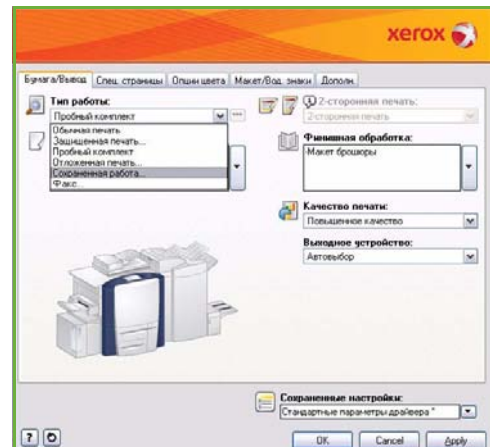 xerox
Бумага/Вывод Спец. страницы Опции цвета Макет/Вод. знаки Дополн.
Тип работы:
Пробный комплект
Обычная печать
Защищенная печать...
Пробный комплект
Отложенная печать...
Сохраненная работа...
Факс...
2-сторонняя печать:
2-сторонняя печать
Финишная обработка:
Макет брошюры
Качество печати:
Повышенное качество
Выходное устройство:
Автовыбор
Сохраненные настройки:
Стандартные параметры драйвера *
? OK Cancel Apply